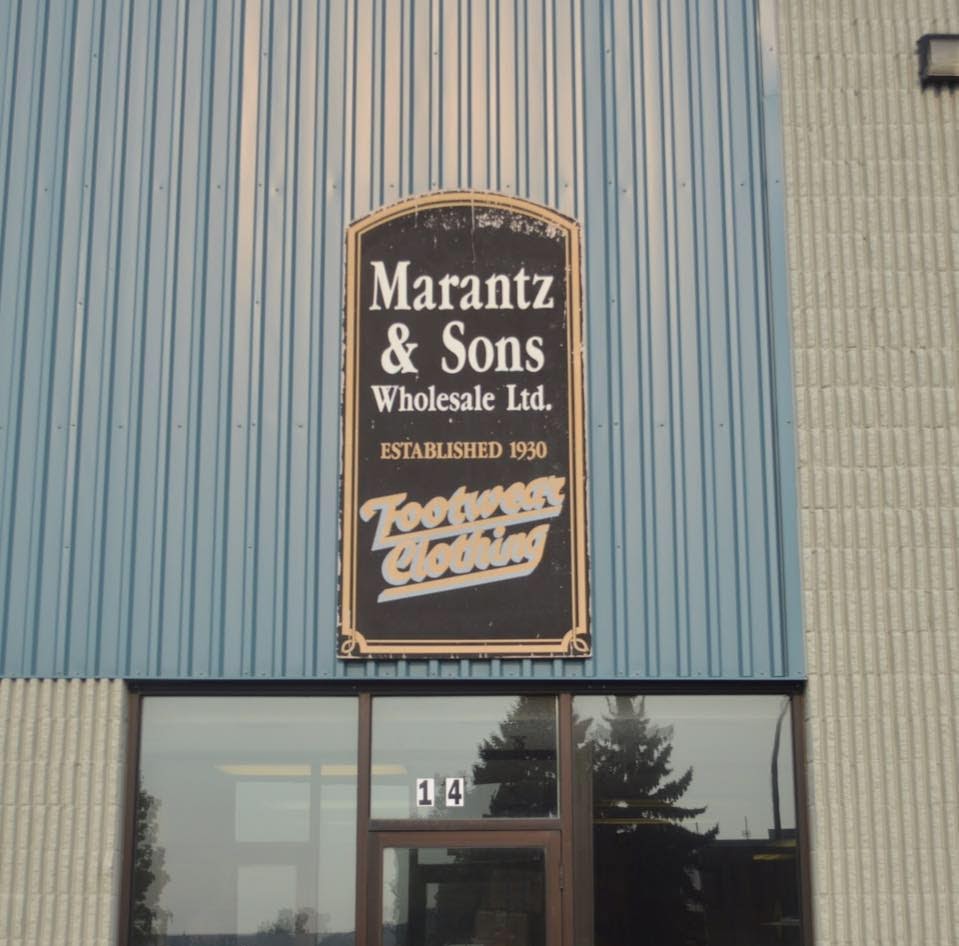 Marantz
& Sons
Wholesale Ltd.
ESTABLISHED 1930
Footwear
Clothing
14